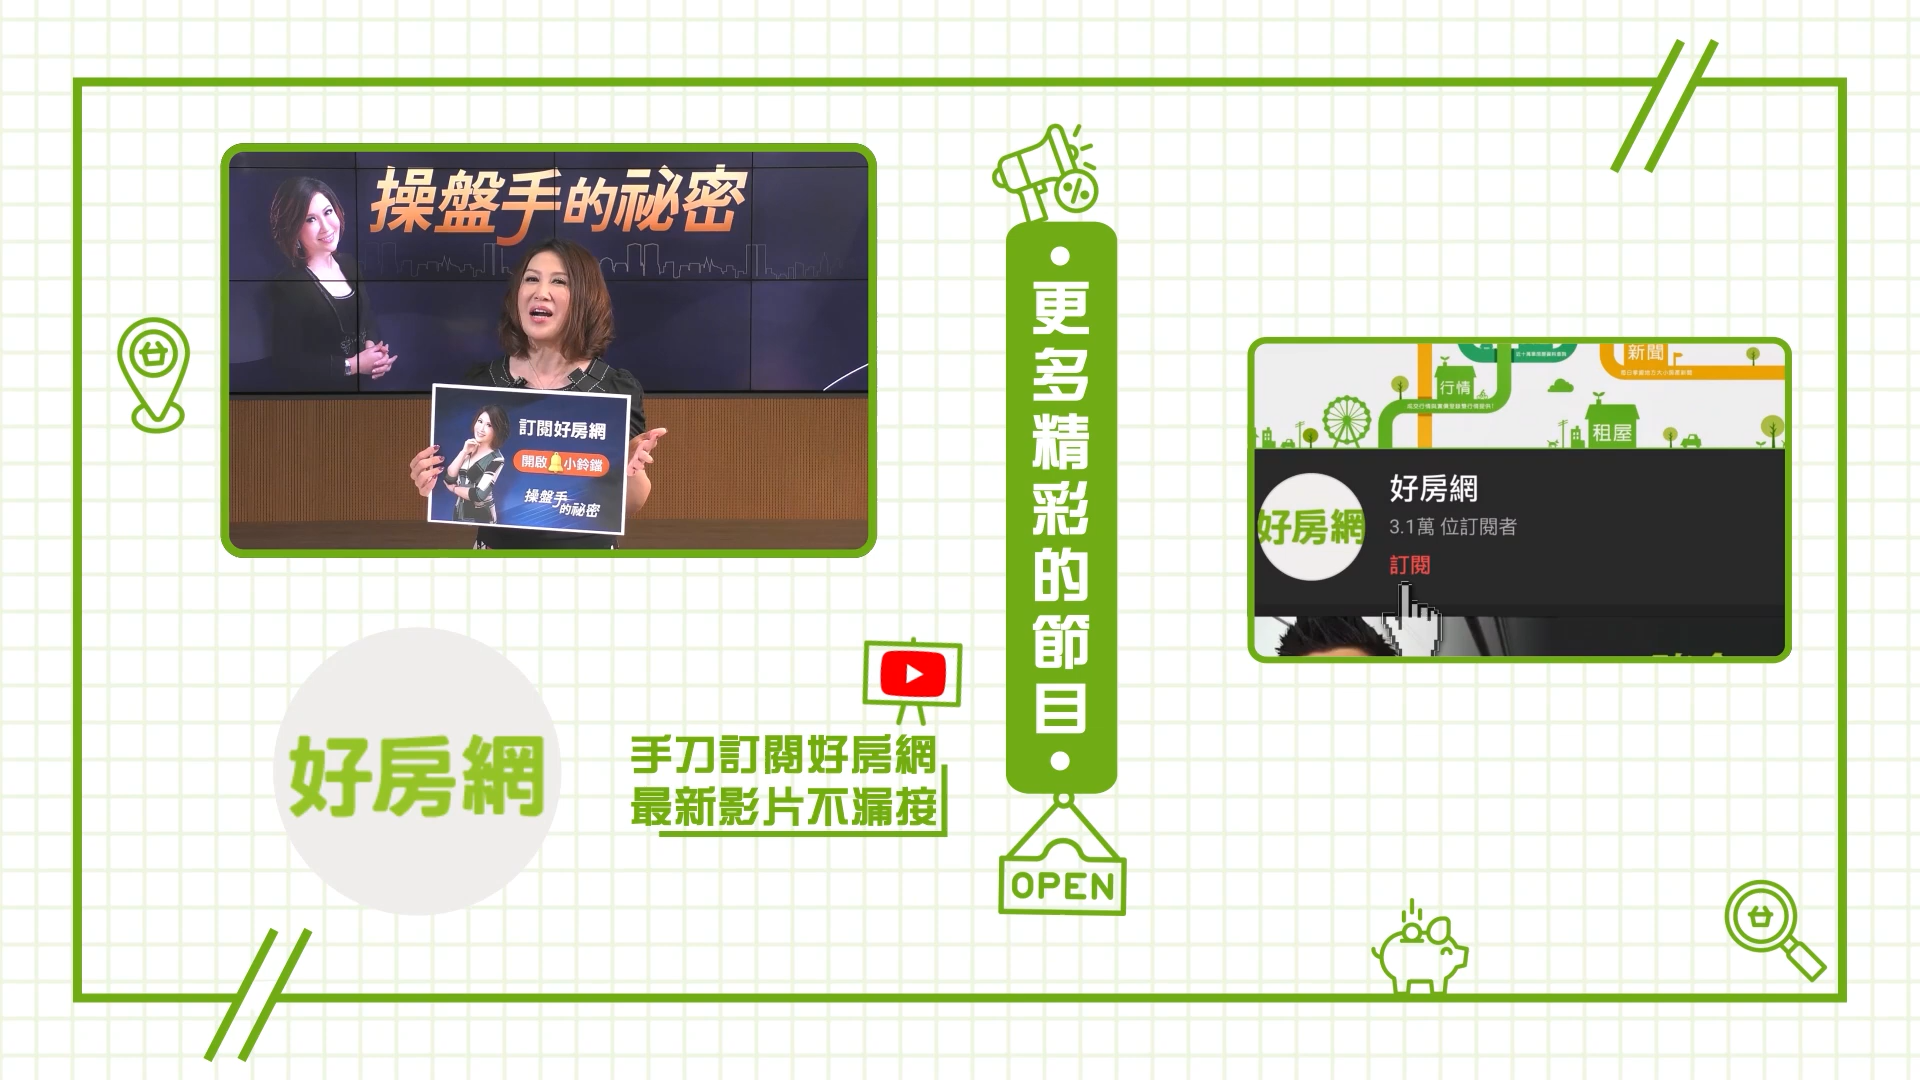 操盤手的祕密
訂閱好房網
開啟小鈴鐺
操盤手
的祕密
好房網
手刀訂閱好房網
最新影片不漏接
更多精彩的節目
OPEN
新聞
行情
租屋
好房網
好房網
3.1萬 位訂閱者
訂閱